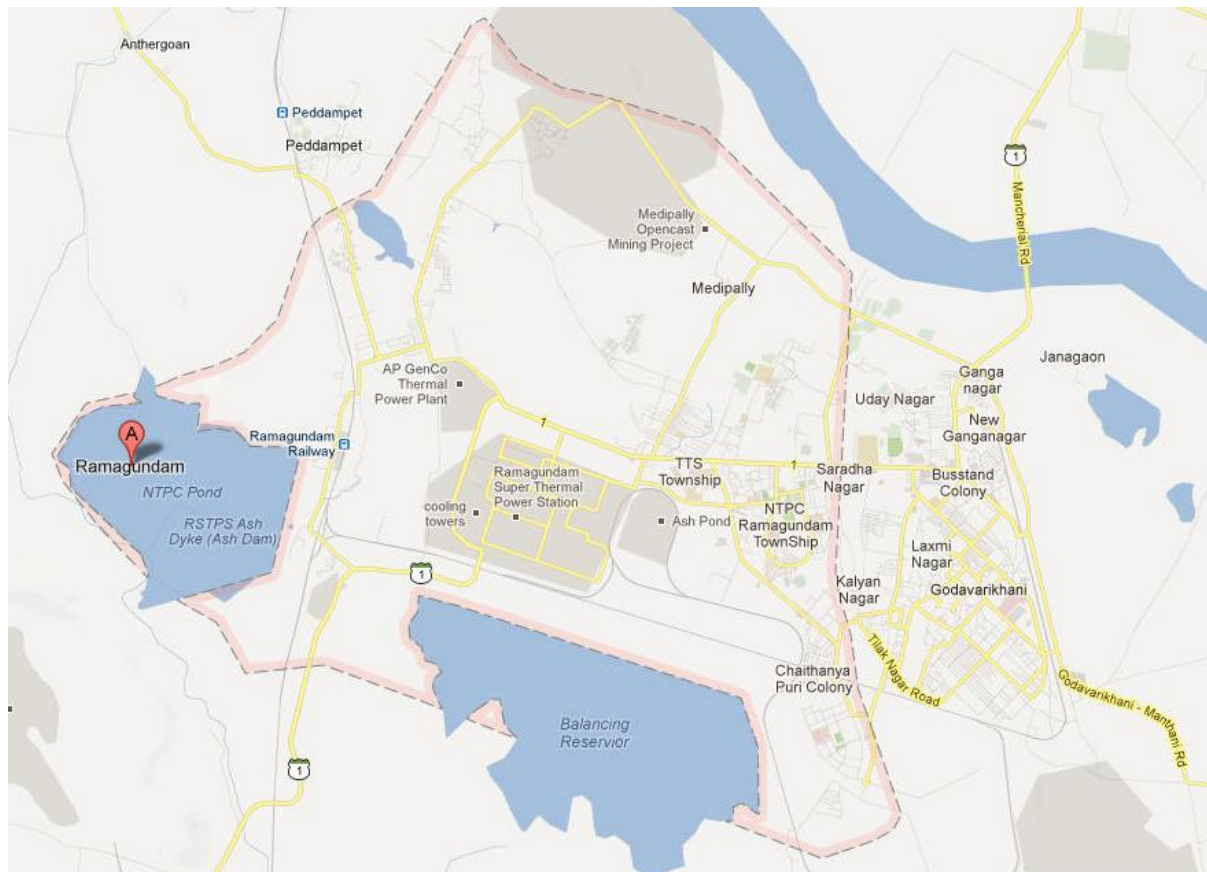 Anthergoan
Peddampet
Peddampet
1
Mancherial Rd
Medipally
Opencast
Mining Project
Medipally
Janagaon
AP GenCo
Thermal
Power Plant
Ganga
nagar
Uday Nagar
New
Ganganagar
1
A
Ramagundam
Ramagundam
Railway
NTPC Pond
RSTPS Ash
Dyke (Ash Dam)
cooling
towers
Ramagundam
Super Thermal
Power Station
TTS
Township
1
Saradha
Nagar
Busstand
Colony
Ash Pond
NTPC
Ramagundam
TownShip
Laxmi
Nagar
1
Kalyan
Nagar
Godavarikhani
Tilak Nagar Road
Chaithanya
Puri Colony
Godavarikhani - Manthani Rd
Balancing
Reservior
1